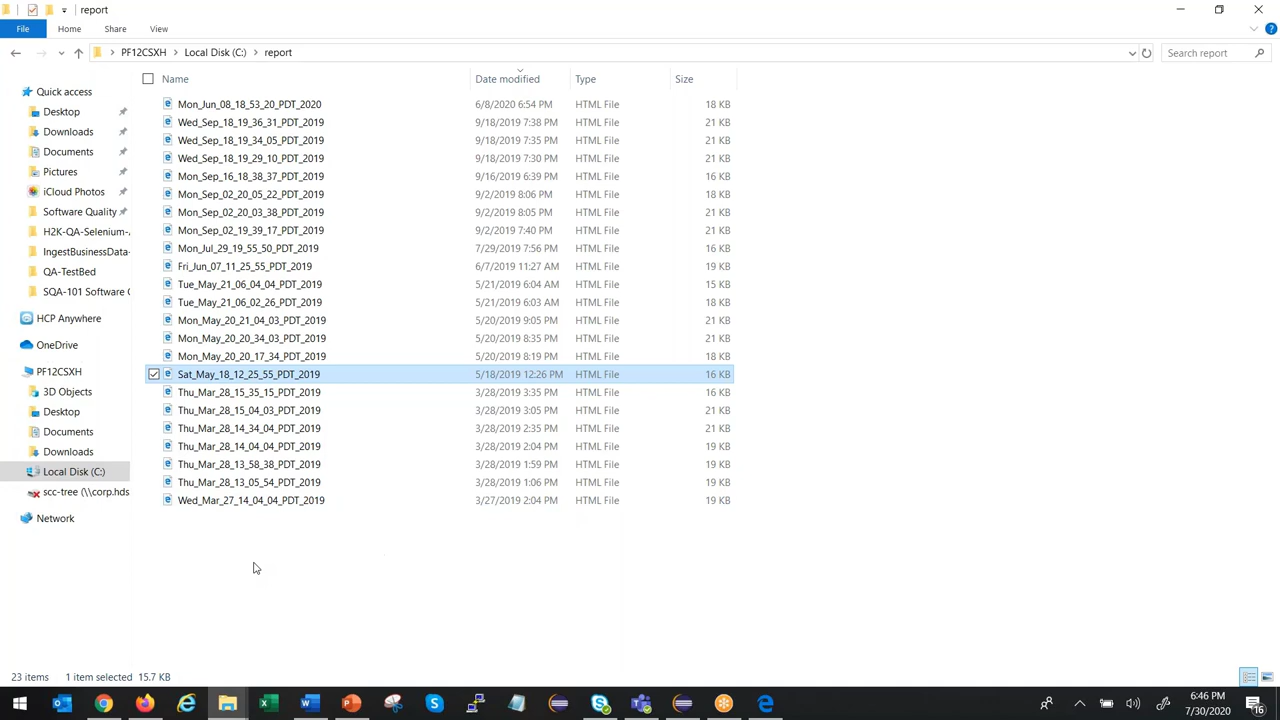 report
File Home Share View
PF12CSXH Local Disk (C:) report Search report
Name Date modified Type Size
Quick access
Desktop
Downloads
Documents
Pictures
iCloud Photos
Software Quality
H2K-QA-Selenium-
IngestBusinessData-
QA-TestBed
SQA-101 Software
HCP Anywhere
OneDrive
PF12CSXH
3D Objects
Desktop
Documents
Downloads
Local Disk (C:)
scc-tree (\\corp.hds
Network
Mon_Jun_08_18_53_20_PDT_2020 6/8/2020 6:54 PM HTML File 18 KB
Wed_Sep_18_19_36_31_PDT_2019 9/18/2019 7:38 PM HTML File 21 KB
Wed_Sep_18_19_34_05_PDT_2019 9/18/2019 7:35 PM HTML File 21 KB
Wed_Sep_18_19_29_10_PDT_2019 9/18/2019 7:30 PM HTML File 21 KB
Mon_Sep_16_18_38_37_PDT_2019 9/16/2019 6:39 PM HTML File 16 KB
Mon_Sep_02_20_05_22_PDT_2019 9/2/2019 8:06 PM HTML File 18 KB
Mon_Sep_02_20_03_38_PDT_2019 9/2/2019 8:05 PM HTML File 21 KB
Mon_Sep_02_19_39_17_PDT_2019 9/2/2019 7:40 PM HTML File 21 KB
Mon_Jul_29_19_55_50_PDT_2019 7/29/2019 7:56 PM HTML File 16 KB
Fri_Jun_07_11_25_55_PDT_2019 6/7/2019 11:27 AM HTML File 19 KB
Tue_May_21_06_04_04_PDT_2019 5/21/2019 6:04 AM HTML File 15 KB
Tue_May_21_06_02_26_PDT_2019 5/21/2019 6:03 AM HTML File 18 KB
Mon_May_20_21_04_03_PDT_2019 5/20/2019 9:05 PM HTML File 21 KB
Mon_May_20_20_34_03_PDT_2019 5/20/2019 8:35 PM HTML File 21 KB
Mon_May_20_20_17_34_PDT_2019 5/20/2019 8:19 PM HTML File 18 KB
Sat_May_18_12_25_55_PDT_2019 5/18/2019 12:26 PM HTML File 16 KB
Thu_Mar_28_15_35_15_PDT_2019 3/28/2019 3:35 PM HTML File 16 KB
Thu_Mar_28_15_04_03_PDT_2019 3/28/2019 3:05 PM HTML File 21 KB
Thu_Mar_28_14_34_04_PDT_2019 3/28/2019 2:35 PM HTML File 21 KB
Thu_Mar_28_14_04_04_PDT_2019 3/28/2019 2:04 PM HTML File 19 KB
Thu_Mar_28_13_58_38_PDT_2019 3/28/2019 1:59 PM HTML File 19 KB
Thu_Mar_28_13_05_54_PDT_2019 3/28/2019 1:06 PM HTML File 19 KB
Wed_Mar_27_14_04_04_PDT_2019 3/27/2019 2:04 PM HTML File 19 KB
23 items 1 item selected 15.7 KB
6:46 PM
7/30/2020
16